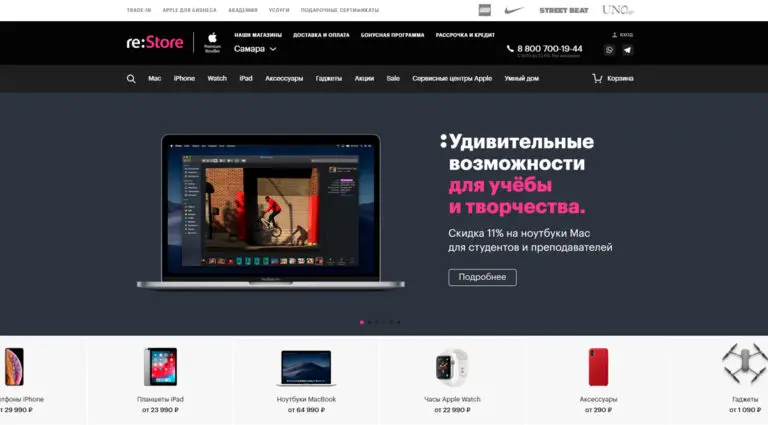 TRADE-IN APPLE ДЛЯ БИЗНЕСА АКАДЕМИЯ УСЛУГИ ПОДАРОЧНЫЕ СЕРТИФИКАТЫ STREET BEAT UNO
re:Store Premium Reseller НАШИ МАГАЗИНЫ ДОСТАВКА И ОПЛАТА БОНУСНАЯ ПРОГРАММА РАССРОЧКА И КРЕДИТ ВХОД
Самара 8 800 700-19-44
Mac iPhone Watch iPad Аксессуары Гаджеты Акции Sale Сервисные центры Apple Умный дом Корзина
:Удивительные
возможности
для учёбы
и творчества.
Скидка 11% на ноутбуки Mac
для студентов и преподавателей
Подробнее
тфоны iPhone Планшеты iPad Ноутбуки MacBook Часы Apple Watch Аксессуары Гаджеты
от 29 990 ₽ от 23 990 ₽ от 64 990 ₽ от 22 990 ₽ от 290 ₽ от 1 090 ₽